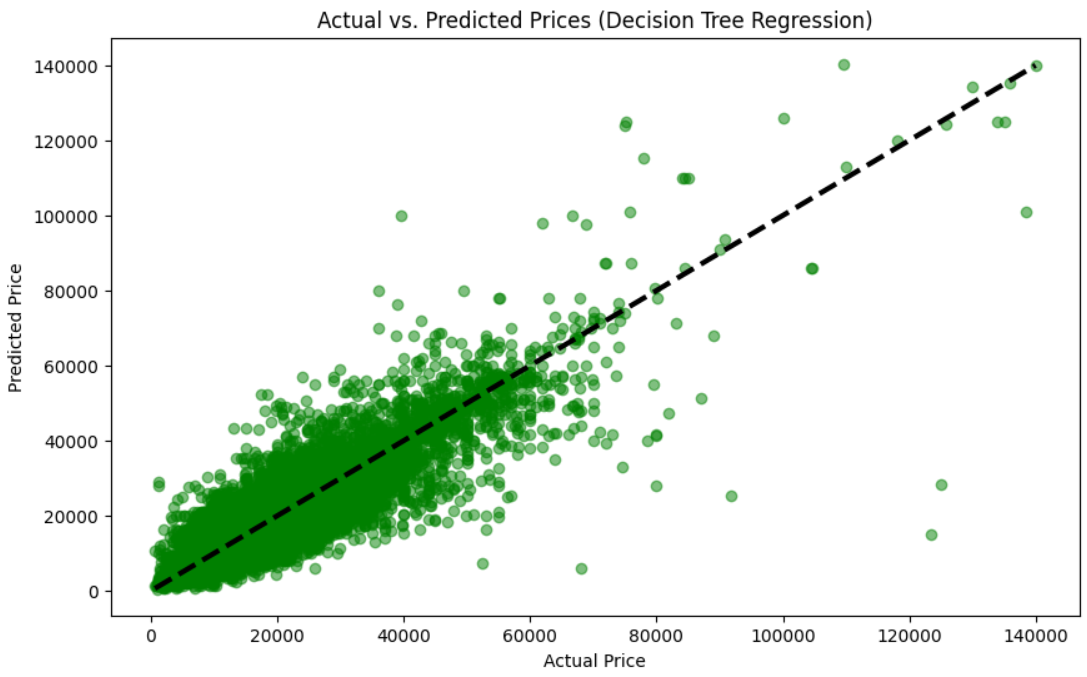 Actual vs. Predicted Prices (Decision Tree Regression)
140000
120000
100000
80000
60000
40000
20000
0
Predicted Price
0 20000 40000 60000 80000 100000 120000 140000
Actual Price